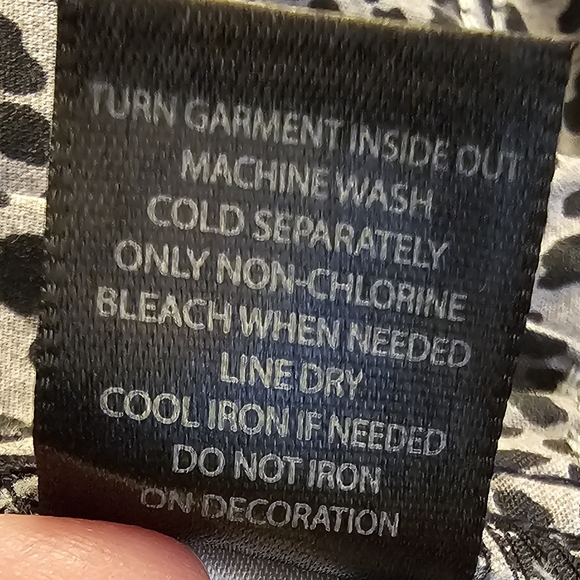 TURN GARMENT INSIDE OUT
MACHINE WASH
COLD SEPARATELY
ONLY NON-CHLORINE
BLEACH WHEN NEEDED
LINE DRY
COOL IRON IF NEEDED
DO NOT IRON
ON DECORATION